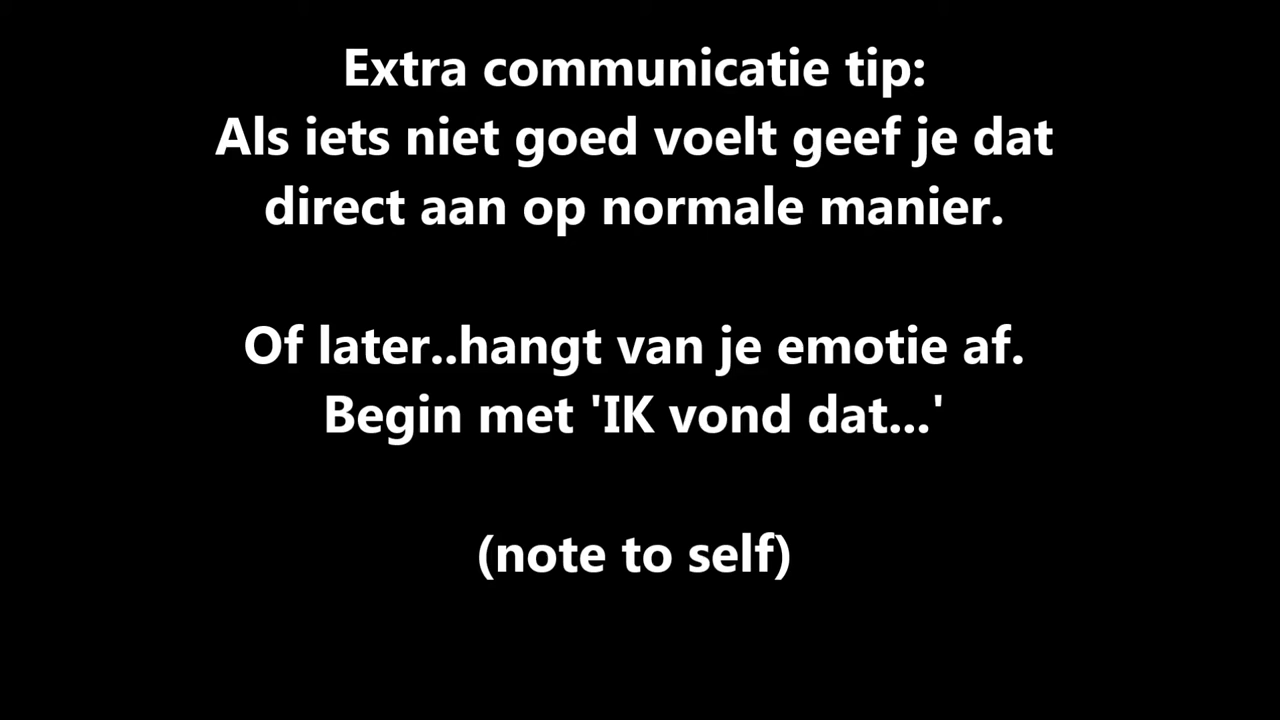 Extra communicatie tip:
Als iets niet goed voelt geef je dat
direct aan op normale manier.
Of later..hangt van je emotie af.
Begin met 'IK vond dat...'
(note to self)